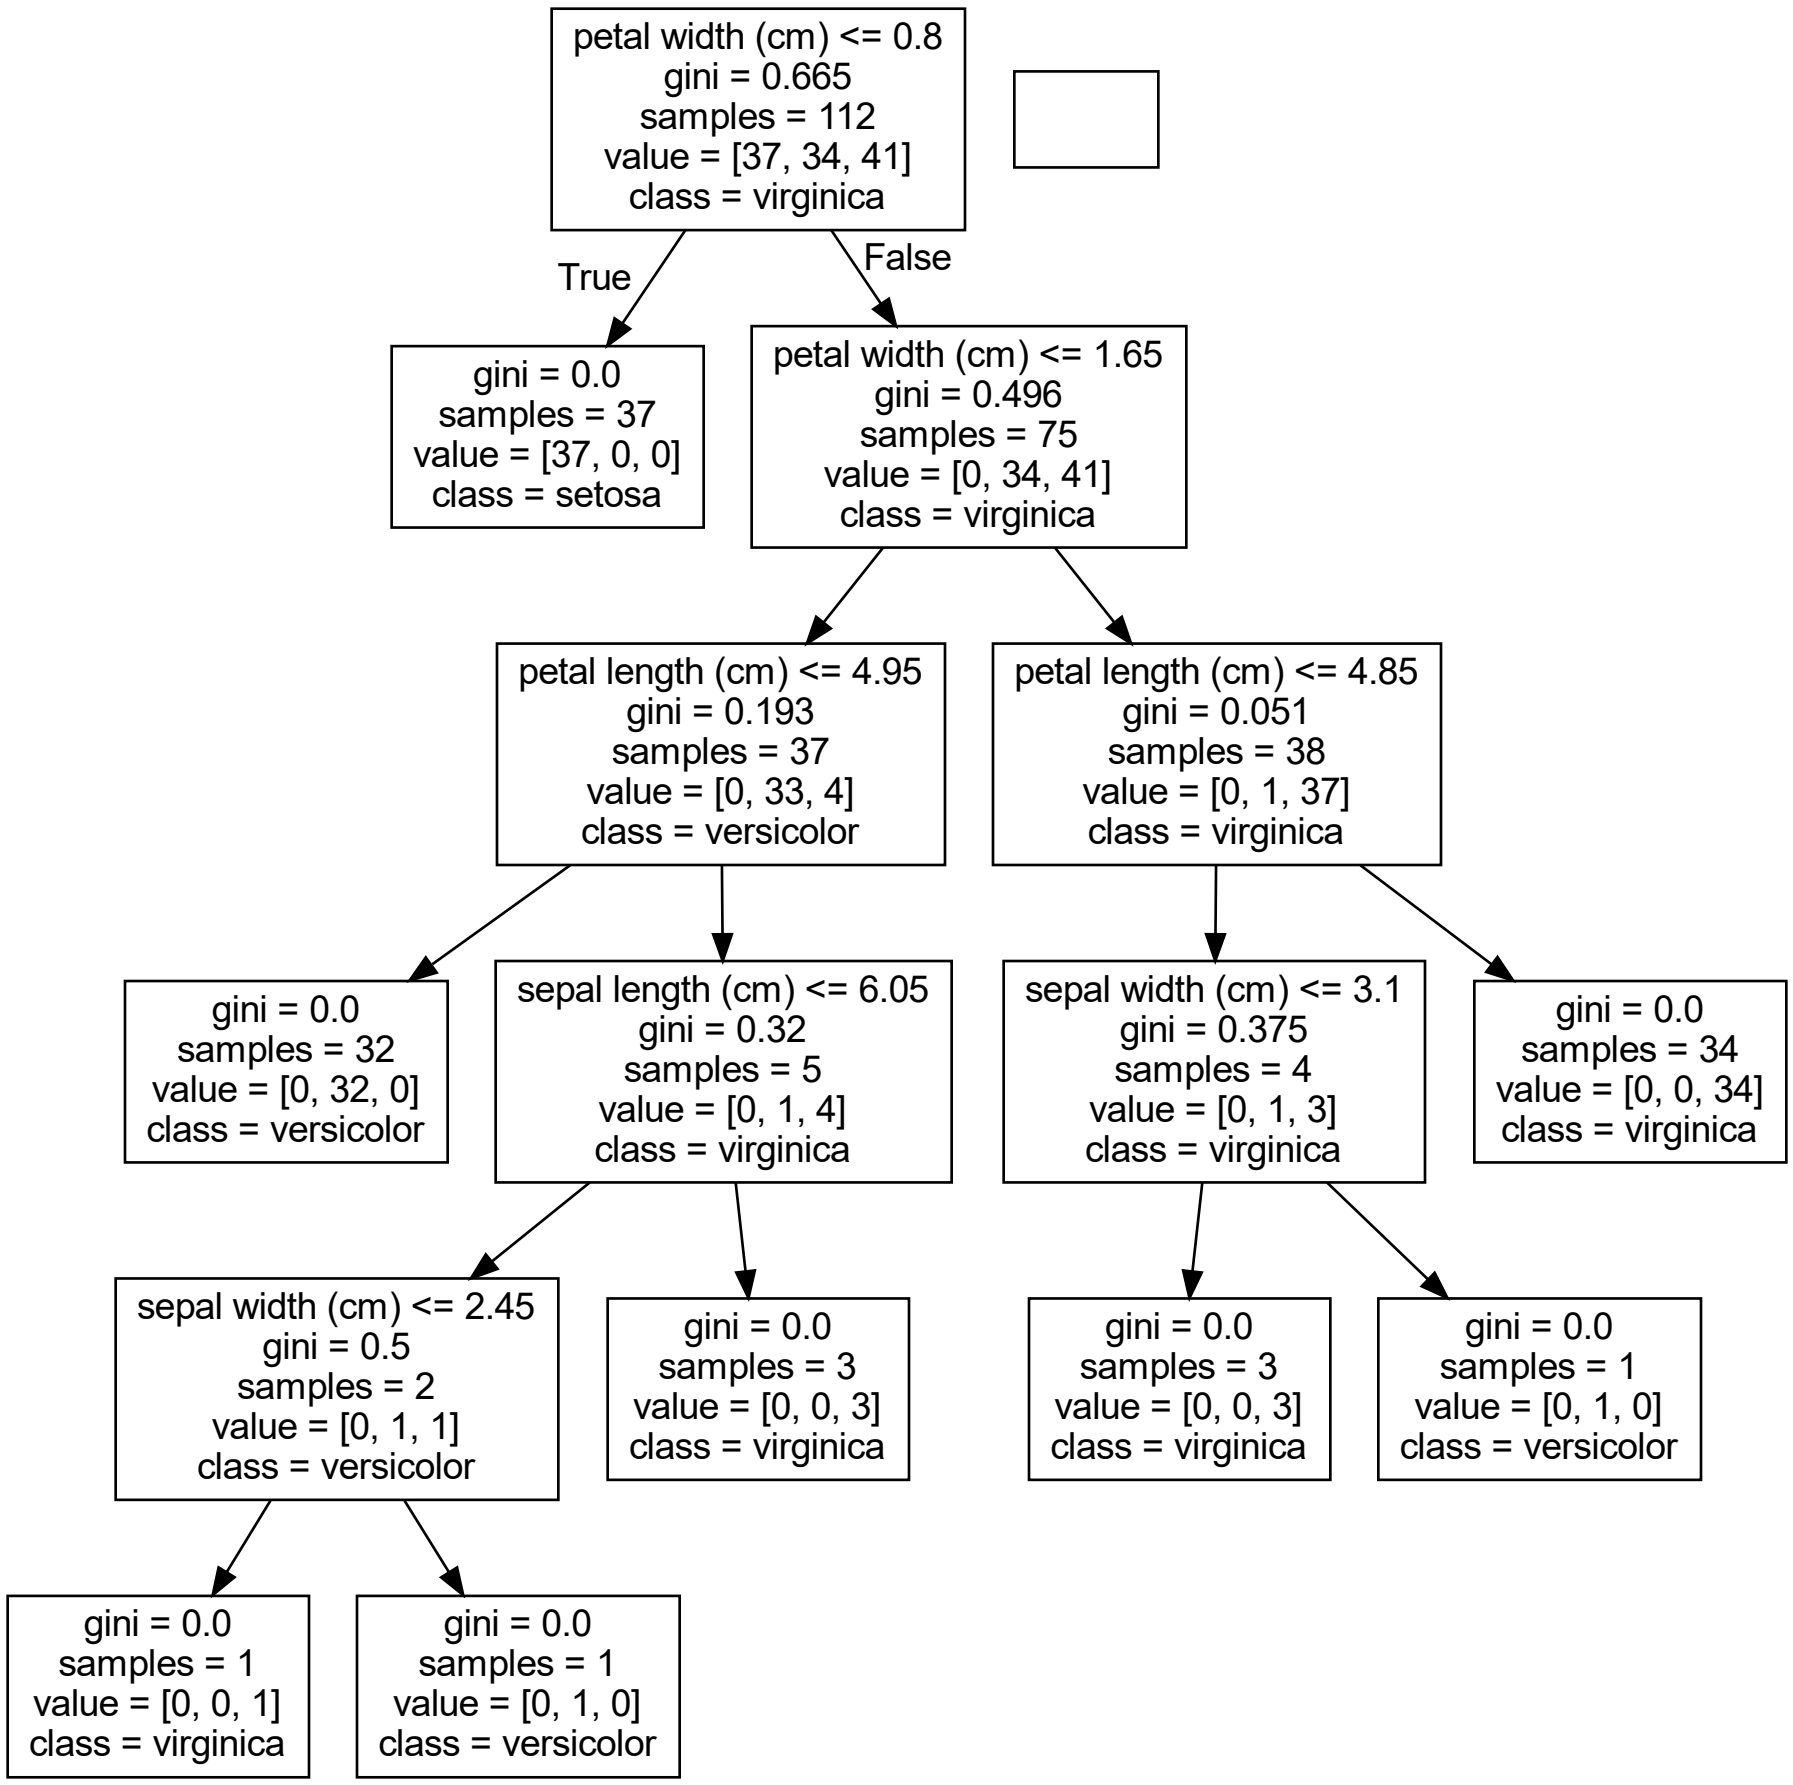 petal width (cm) <= 0.8
gini = 0.665
samples = 112
value = [37, 34, 41]
class = virginica
True
False
gini = 0.0
samples = 37
value = [37, 0, 0]
class = setosa
petal width (cm) <= 1.65
gini = 0.496
samples = 75
value = [0, 34, 41]
class = virginica
petal length (cm) <= 4.95
gini = 0.193
samples = 37
value = [0, 33, 4]
class = versicolor
petal length (cm) <= 4.85
gini = 0.051
samples = 38
value = [0, 1, 37]
class = virginica
gini = 0.0
samples = 32
value = [0, 32, 0]
class = versicolor
sepal length (cm) <= 6.05
gini = 0.32
samples = 5
value = [0, 1, 4]
class = virginica
sepal width (cm) <= 3.1
gini = 0.375
samples = 4
value = [0, 1, 3]
class = virginica
gini = 0.0
samples = 34
value = [0, 0, 34]
class = virginica
sepal width (cm) <= 2.45
gini = 0.5
samples = 2
value = [0, 1, 1]
class = versicolor
gini = 0.0
samples = 3
value = [0, 0, 3]
class = virginica
gini = 0.0
samples = 3
value = [0, 0, 3]
class = virginica
gini = 0.0
samples = 1
value = [0, 1, 0]
class = versicolor
gini = 0.0
samples = 1
value = [0, 0, 1]
class = virginica
gini = 0.0
samples = 1
value = [0, 1, 0]
class = versicolor